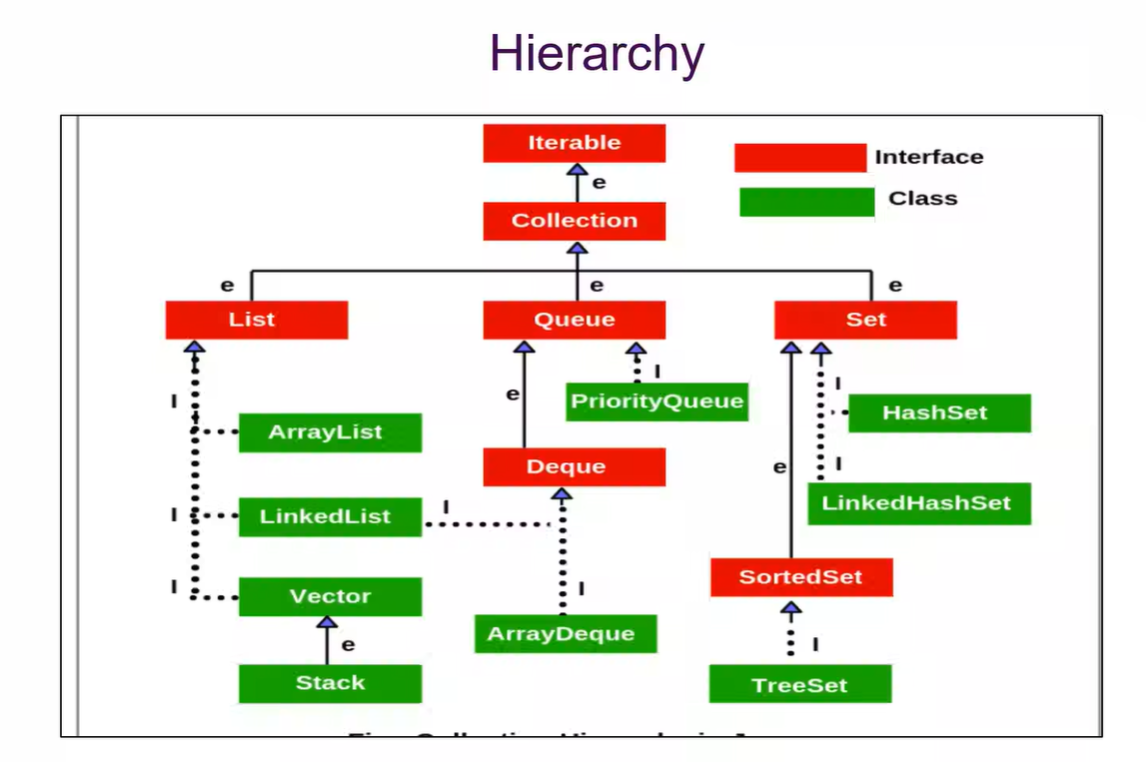 Hierarchy
Iterable
Interface
e
Class
Collection
e
e
e
List
Queue
Set
I
e
I
PriorityQueue
I
HashSet
ArrayList
Deque
e
I
I
LinkedList
I
LinkedHashSet
I
Vector
I
SortedSet
e
ArrayDeque
I
Stack
TreeSet